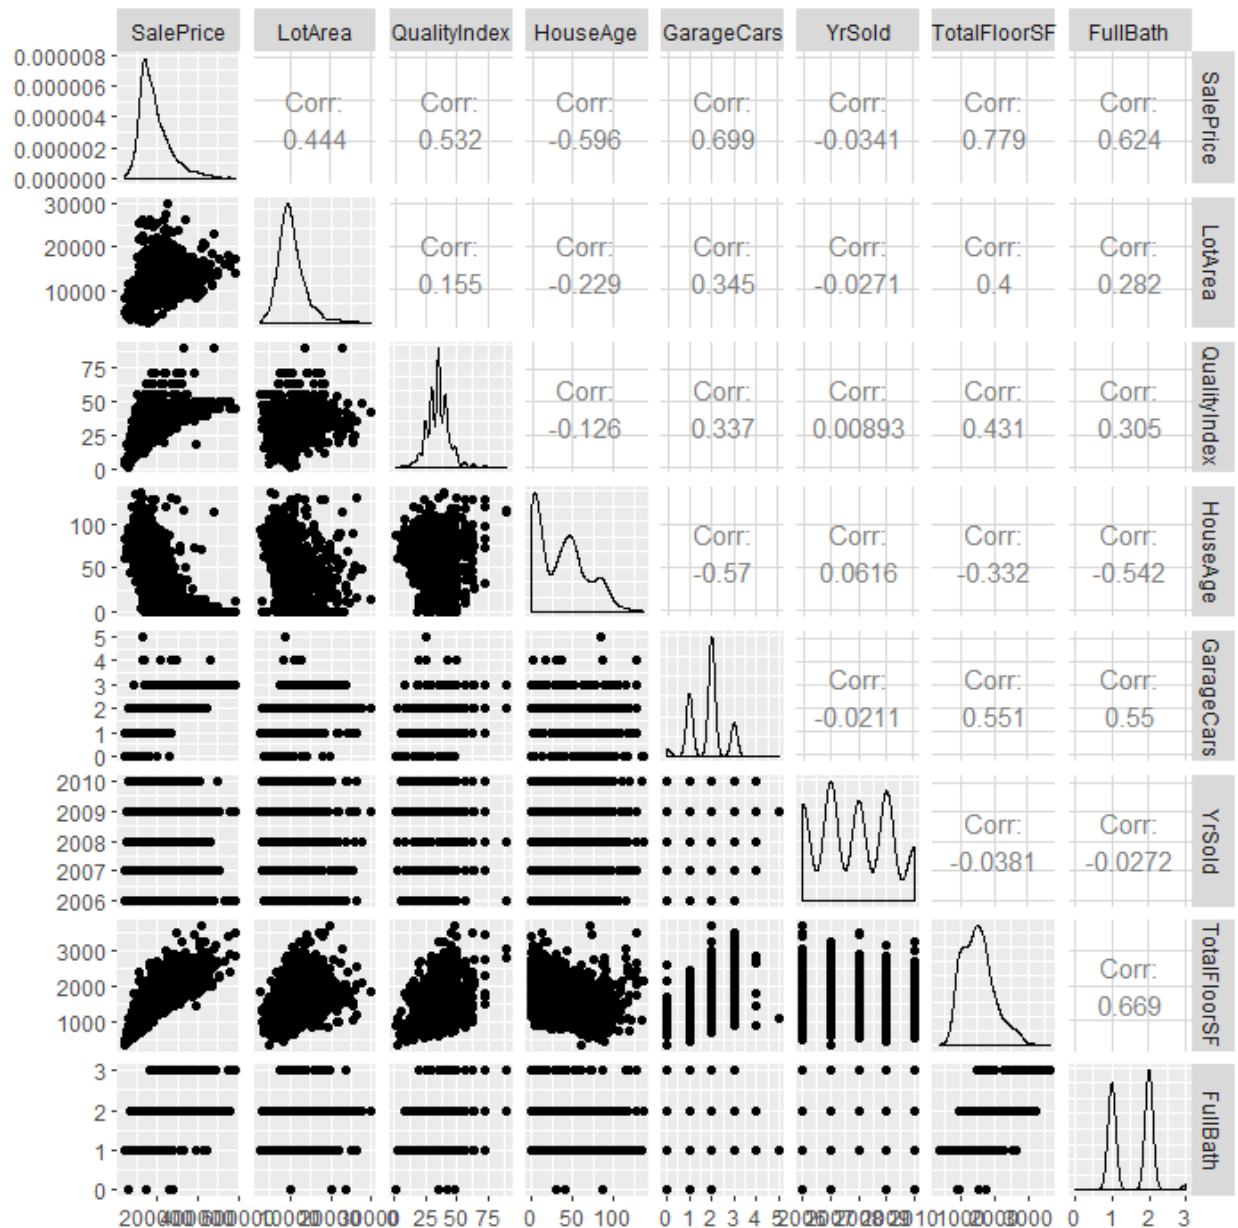 SalePrice LotArea QualityIndex HouseAge GarageCars YrSold TotalFloorSF FullBath
0.000008
0.000006
0.000004
0.000002
0.000000
Corr: Corr: Corr: Corr: Corr: Corr: Corr:
0.444 0.532 -0.596 0.699 -0.0341 0.779 0.624
SalePrice
30000
20000
10000
Corr: Corr: Corr: Corr: Corr: Corr:
0.155 -0.229 0.345 -0.0271 0.4 0.282
LotArea
75
50
25
0
Corr: Corr: Corr: Corr: Corr:
-0.126 0.337 0.00893 0.431 0.305
QualityIndex
100
50
0
Corr: Corr: Corr: Corr:
-0.57 0.0616 -0.332 -0.542
HouseAge
5
4
3
2
1
0
Corr: Corr: Corr:
-0.0211 0.551 0.55
GarageCars
2010
2009
2008
2007
2006
Corr: Corr:
-0.0381 -0.0272
YrSold
3000
2000
1000
Corr:
0.669
TotalFloorSF
3
2
1
0
FullBath
0 25 50 75 0 50 100 0 1 2 3 4 5 0 1 2 3